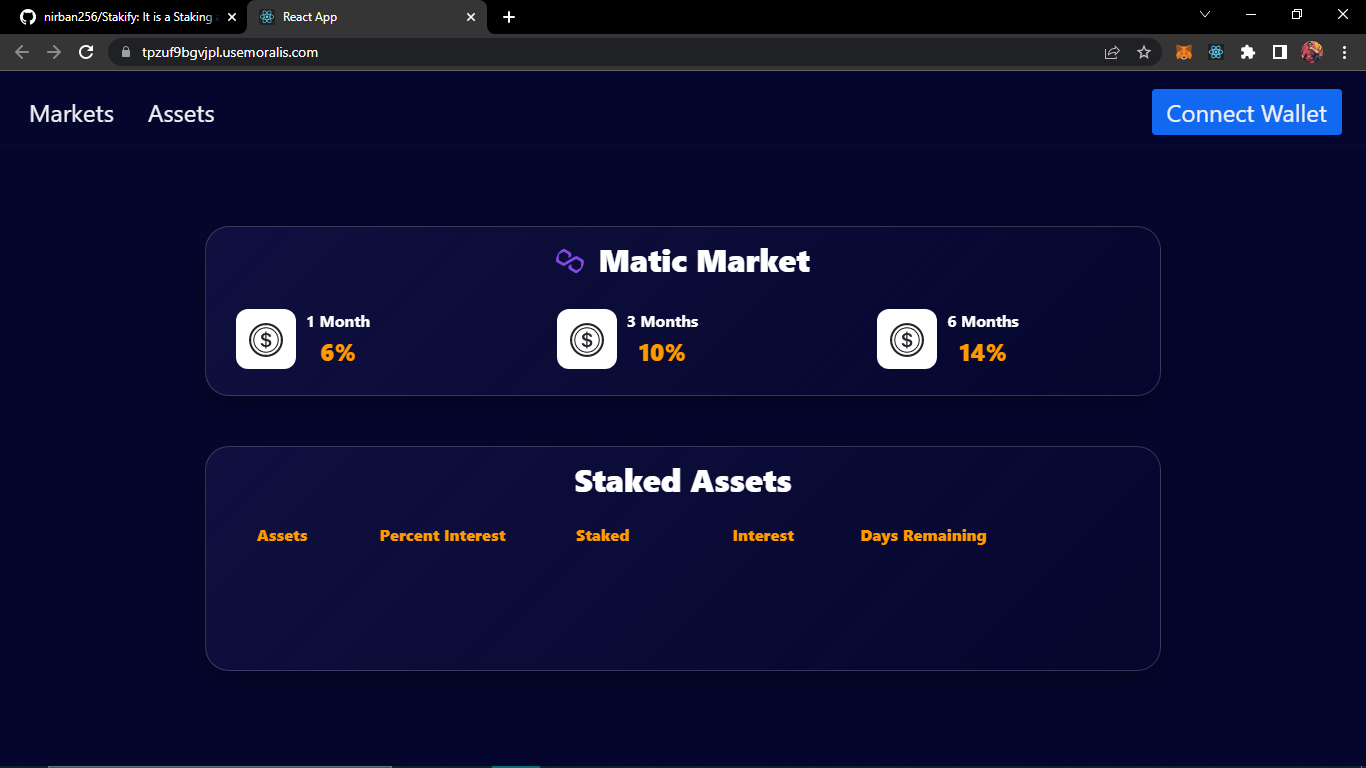 nirban256/Stakify: It is a Staking
React App
tpzuf9bgvjpl.usemoralis.com
Markets Assets Connect Wallet
Matic Market
1 Month 3 Months 6 Months
6% 10% 14%
Staked Assets
Assets Percent Interest Staked Interest Days Remaining